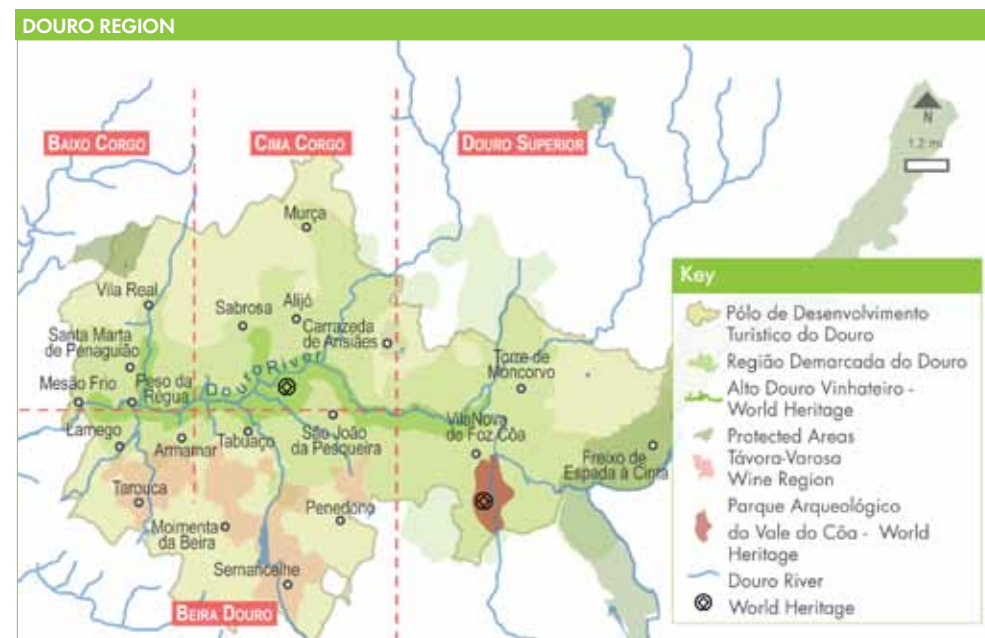 DOURO REGION
BAIXO CORGO
CIMA CORGO
DOURO SUPERIOR
N
1,2 mi
Murça
Vila Real
Sabrosa
Alijó
Santa Marta
de Penaguião
Carrazeda
de Ansiães
Torre de
Moncorvo
Mesão Frio
Peso da
Régua
Douro River
Lamego
Armamar
Tabuaço
São João
da Pesqueira
Vila Nova
de Foz Côa
Freixo de
Espada à Cinta
Tarouca
Moimenta
da Beira
Penedono
Sernancelhe
BEIRA DOURO
Key
Pólo de Desenvolvimento
Turistico do Douro
Região Demarcada do Douro
Alto Douro Vinhateiro -
World Heritage
Protected Areas
Távora-Varosa
Wine Region
Parque Arqueológico
do Vale do Côa - World
Heritage
Douro River
World Heritage